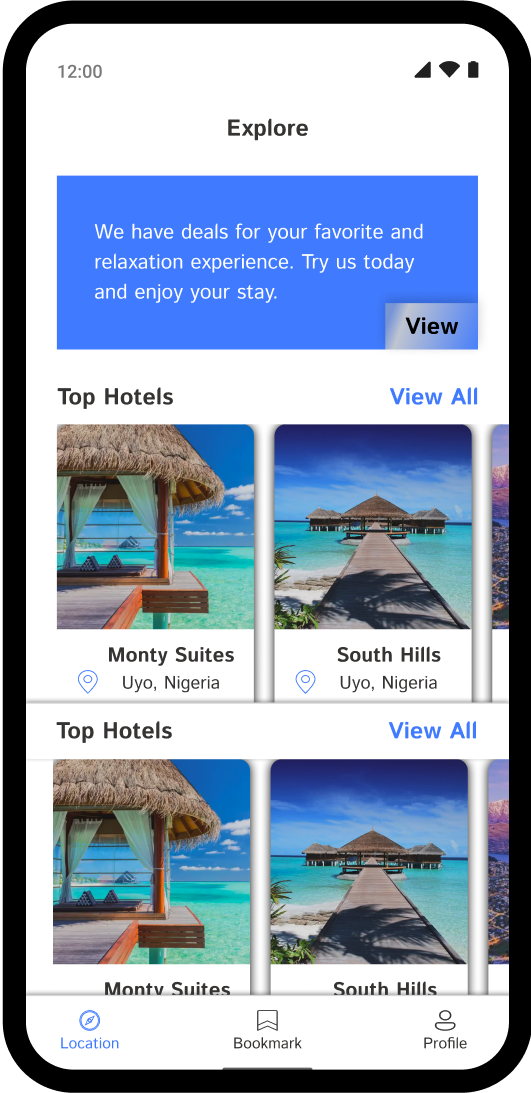 12:00
Explore
We have deals for your favorite and
relaxation experience. Try us today
and enjoy your stay.
View
Top Hotels View All
Monty Suites South Hills
Uyo, Nigeria Uyo, Nigeria
Top Hotels View All
Monty Suites South Hills
Location Bookmark Profile